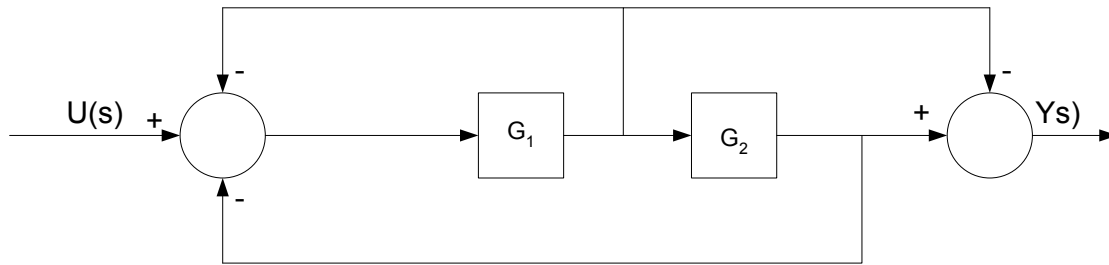 - -
U(s) + G₁ G₂ + Ys)
-